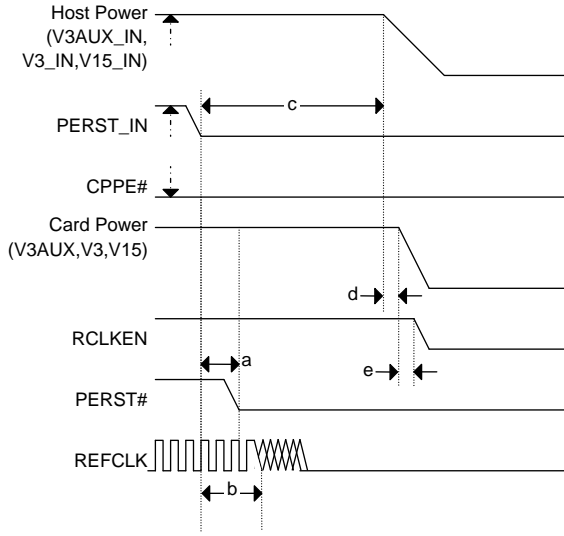 Host Power
(V3AUX_IN,
V3_IN,V15_IN)
c
PERST_IN
CPPE#
Card Power
(V3AUX,V3,V15)
d
RCLKEN
a
e
PERST#
REFCLK
b